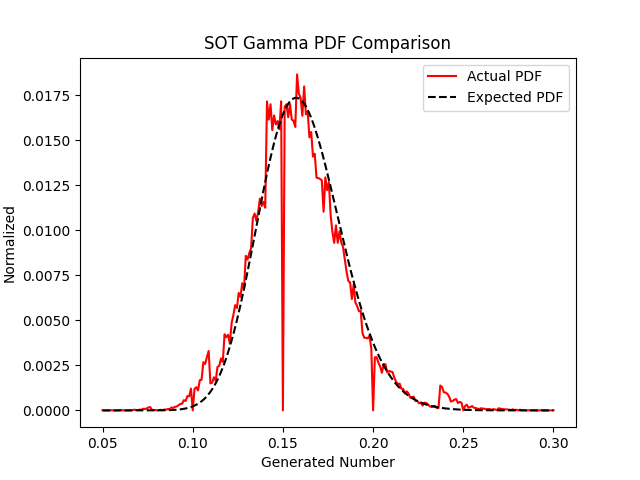 SOT Gamma PDF Comparison
Actual PDF
Expected PDF
Normalized
0.0175
0.0150
0.0125
0.0100
0.0075
0.0050
0.0025
0.0000
0.05 0.10 0.15 0.20 0.25 0.30
Generated Number